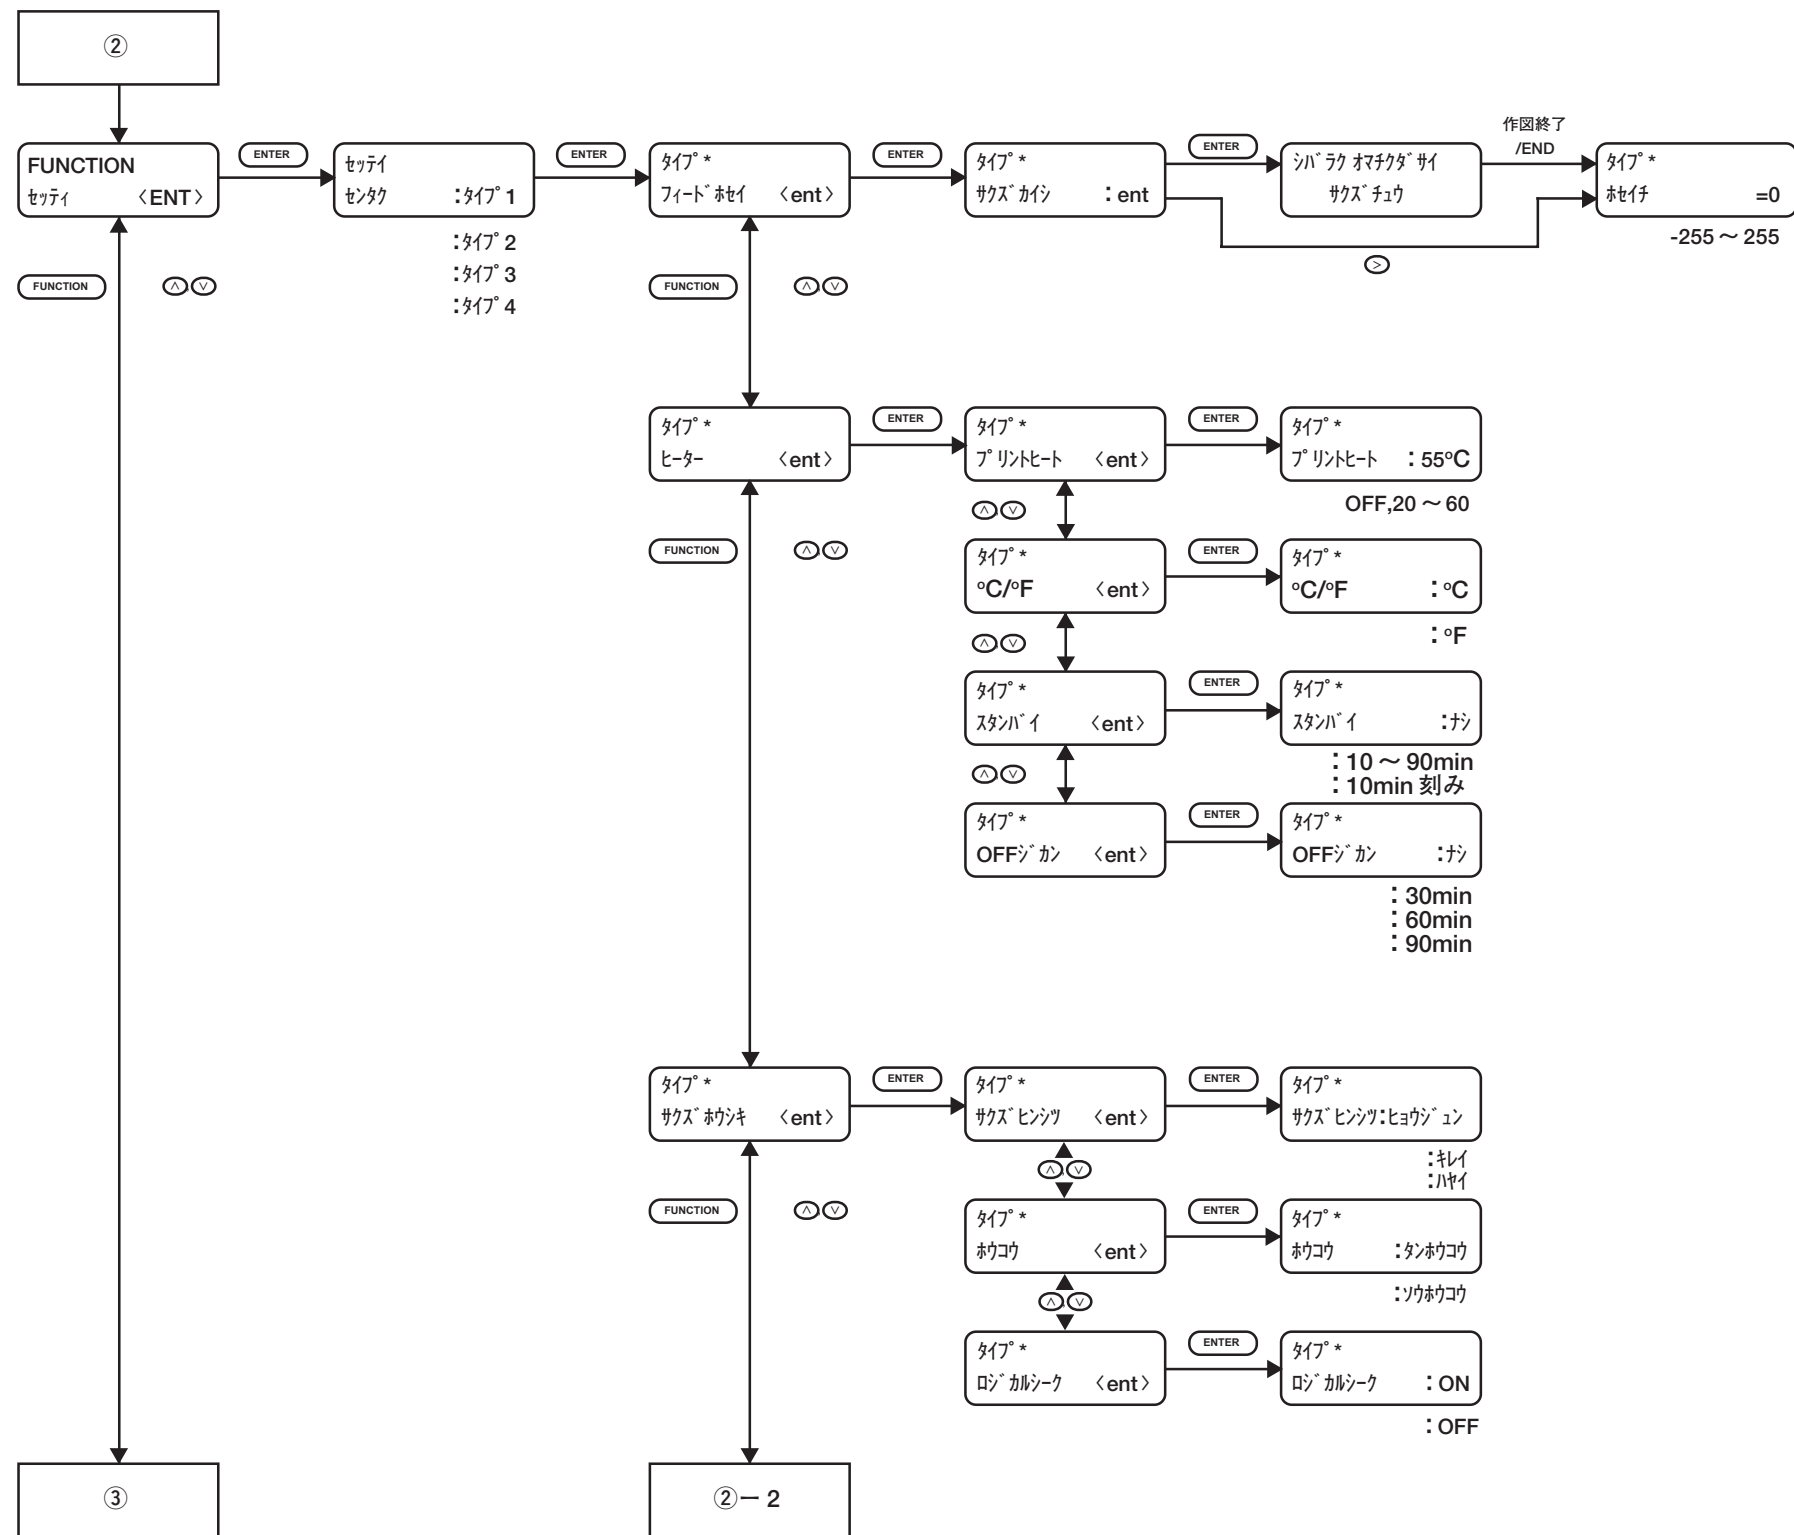 ②
FUNCTION
ｾｯﾃｨ 〈ENT〉
ENTER
ｾｯﾃｲ
ｾﾝﾀｸ :ﾀｲﾌﾟ1
:ﾀｲﾌﾟ2
:ﾀｲﾌﾟ3
:ﾀｲﾌﾟ4
ENTER
ﾀｲﾌﾟ*
ﾌｨｰﾄﾞﾎｾｲ 〈ent〉
ENTER
ﾀｲﾌﾟ*
ｻｸｽﾞｶｲｼ :ent
ENTER
ｼﾊﾞﾗｸ ｵﾏﾁｸﾀﾞｻｲ
ｻｸｽﾞﾁｭｳ
作図終了
/END
ﾀｲﾌﾟ*
ﾎｾｲﾁ =0
-255～255
>
FUNCTION ∧,∨
FUNCTION ∧,∨
ﾀｲﾌﾟ*
ﾋｰﾀｰ 〈ent〉
ENTER
ﾀｲﾌﾟ*
ﾌﾟﾘﾝﾄﾋｰﾄ 〈ent〉
ENTER
ﾀｲﾌﾟ*
ﾌﾟﾘﾝﾄﾋｰﾄ :55°C
OFF,20～60
∧,∨
FUNCTION ∧,∨
ﾀｲﾌﾟ*
°C/°F 〈ent〉
ENTER
ﾀｲﾌﾟ*
°C/°F :°C
:°F
∧,∨
ﾀｲﾌﾟ*
ｽﾀﾝﾊﾞｲ 〈ent〉
ENTER
ﾀｲﾌﾟ*
ｽﾀﾝﾊﾞｲ :ﾅｼ
:10～90min
:10min刻み
∧,∨
ﾀｲﾌﾟ*
OFFｼﾞｶﾝ 〈ent〉
ENTER
ﾀｲﾌﾟ*
OFFｼﾞｶﾝ :ﾅｼ
:30min
:60min
:90min
ﾀｲﾌﾟ*
ｻｸｽﾞﾎｳｼｷ 〈ent〉
ENTER
ﾀｲﾌﾟ*
ｻｸｽﾞﾋﾝｼﾂ 〈ent〉
ENTER
ﾀｲﾌﾟ*
ｻｸｽﾞﾋﾝｼﾂ:ﾋｮｳｼﾞｭﾝ
:ｷﾚｲ
:ﾊﾔｲ
∧,∨
FUNCTION ∧,∨
ﾀｲﾌﾟ*
ﾎｳｺｳ 〈ent〉
ENTER
ﾀｲﾌﾟ*
ﾎｳｺｳ :ﾀﾝﾎｳｺｳ
:ｿｳﾎｳｺｳ
∧,∨
ﾀｲﾌﾟ*
ﾛｼﾞｶﾙｼｰｸ 〈ent〉
ENTER
ﾀｲﾌﾟ*
ﾛｼﾞｶﾙｼｰｸ :ON
:OFF
③
②ー2